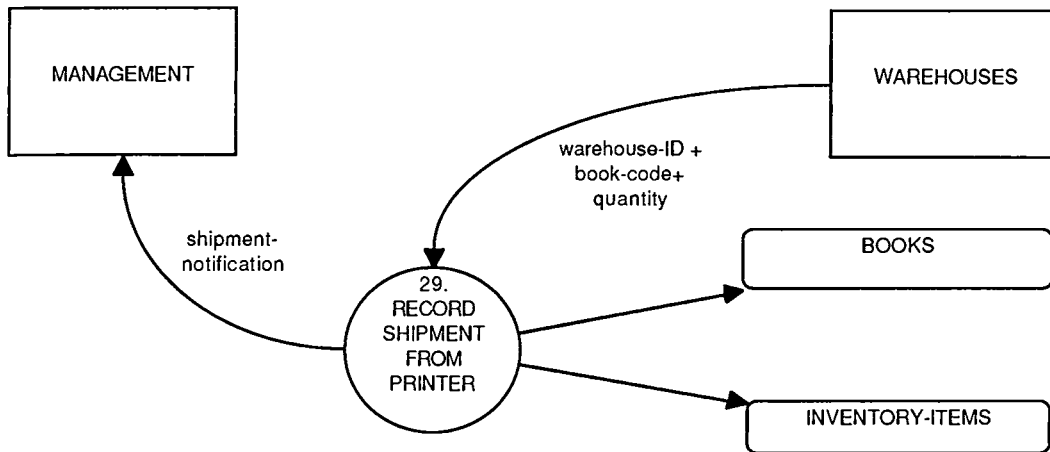 MANAGEMENT
WAREHOUSES
warehouse-ID +
book-code+
quantity
shipment-
notification
BOOKS
29.
RECORD
SHIPMENT
FROM
PRINTER
INVENTORY-ITEMS